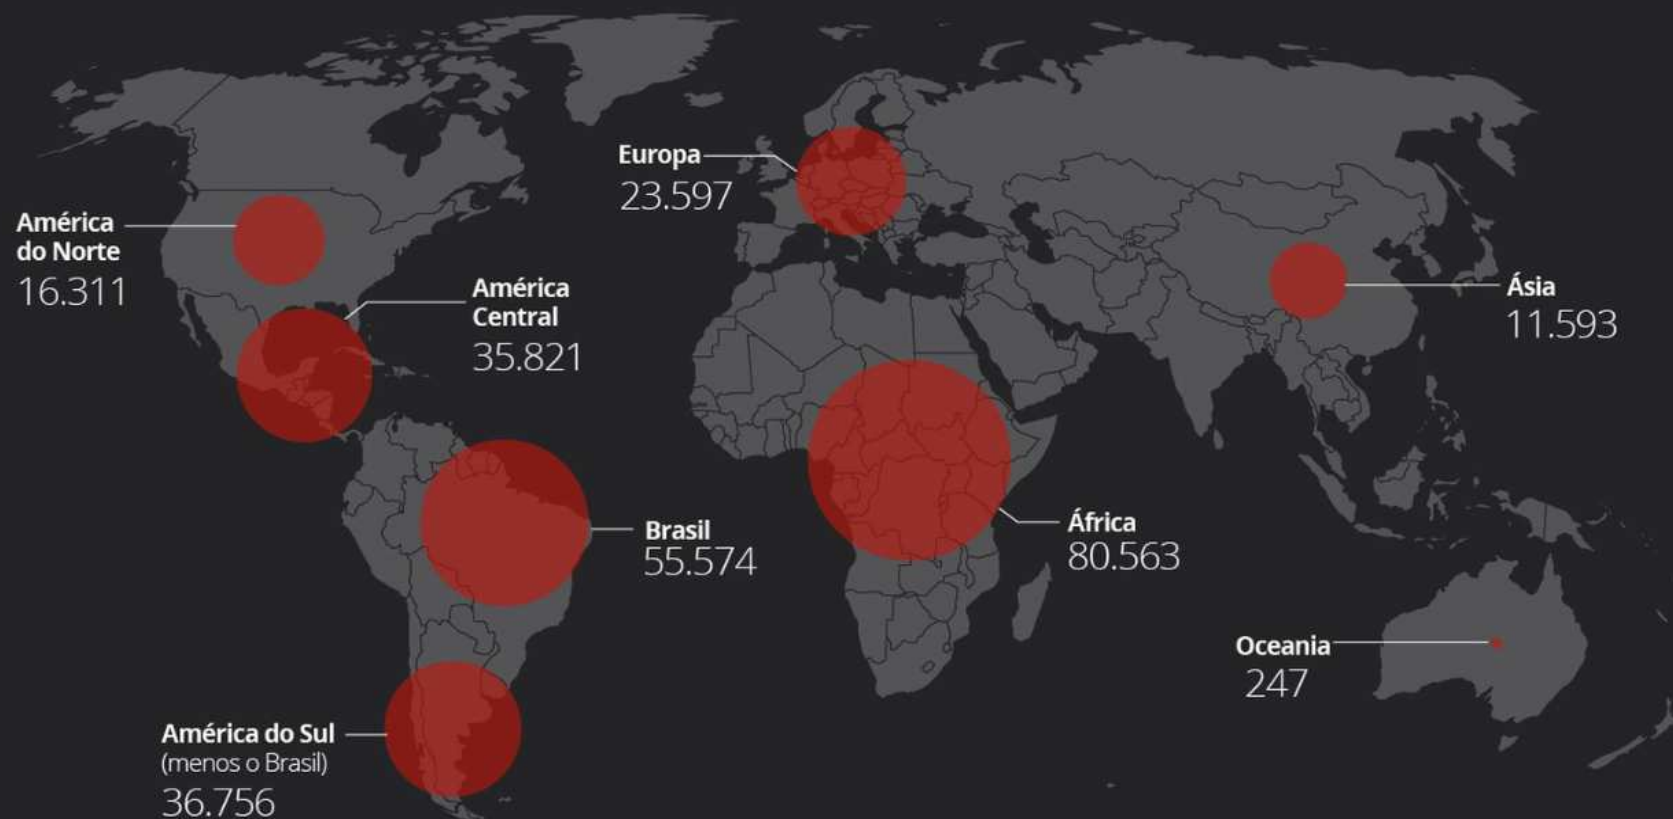 América
do Norte
16.311
América
Central
35.821
Europa
23.597
Ásia
11.593
Brasil
55.574
África
80.563
Oceania
247
América do Sul
(menos o Brasil)
36.756